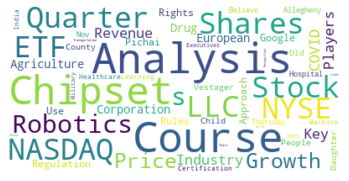 India
Quarter
Nov
Rights
Believe
Allegheny
Transportation
Pichai
Drug
Google
Shares
Executives
County
Revenue
European
Old
COVID
Players
ETF
Agriculture
Analysis
Healthcare
Learning
Vestager
Hospital
Military
Chipsets
LLC
Approach
Stock
Use
Corporation
NYSE
Robotics
Rules
Child
Thursday
Machine
Course
Key
Jobs
People
NASDAQ
Price
Industry
Growth
Daughter
Regulation
Certification